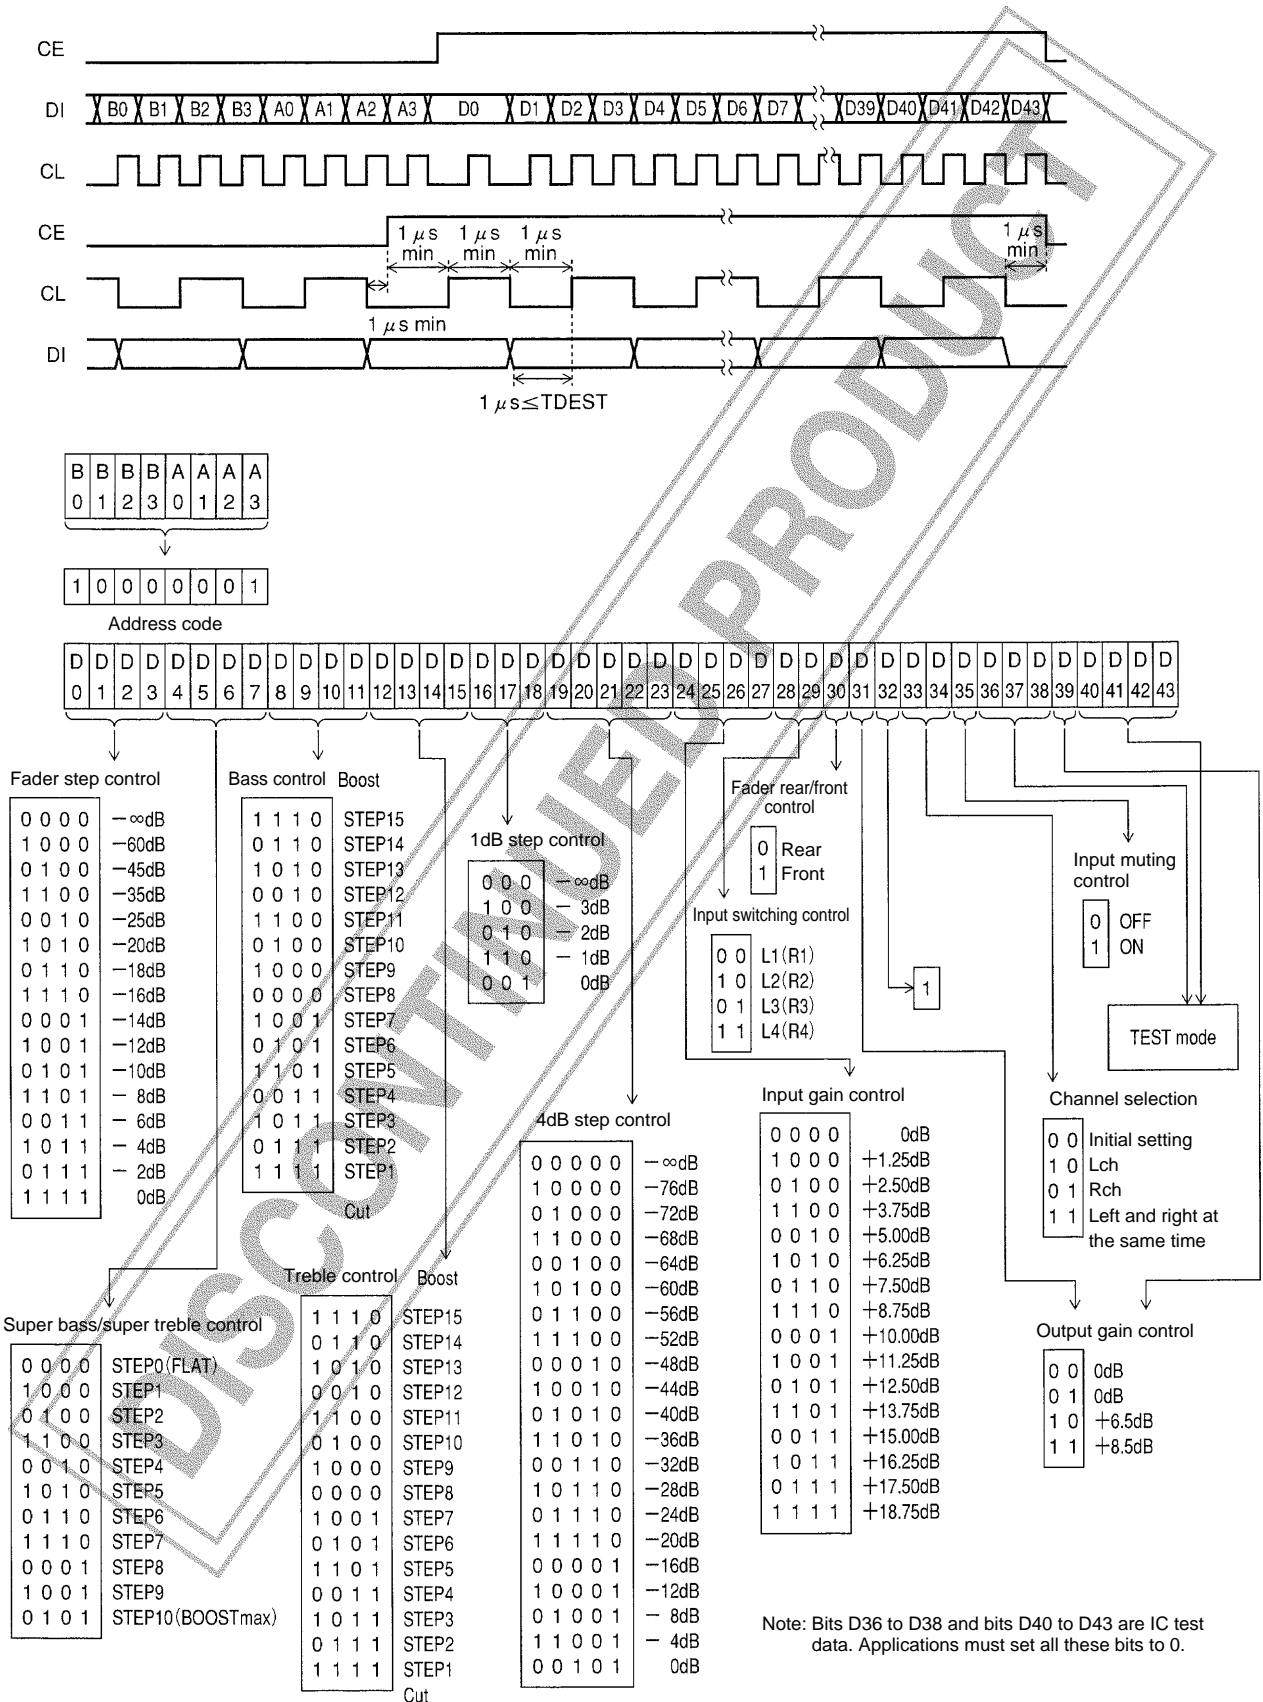 CE
DI B0 B1 B2 B3 A0 A1 A2 A3 D0 D1 D2 D3 D4 D5 D6 D7 D39 D40 D41 D42 D43
CL
CE
1 μs min 1 μs min 1 μs min 1 μs min
CL
1 μs min
DI
1 μs≦TDEST
B0 B1 B2 B3 A0 A1 A2 A3
1 0 0 0 0 0 0 1
Address code
D0 D1 D2 D3 D4 D5 D6 D7 D8 D9 D10 D11 D12 D13 D14 D15 D16 D17 D18 D19 D20 D21 D22 D23 D24 D25 D26 D27 D28 D29 D30 D31 D32 D33 D34 D35 D36 D37 D38 D39 D40 D41 D42 D43
Fader step control
0 0 0 0 −∞dB
1 0 0 0 −60dB
0 1 0 0 −45dB
1 1 0 0 −35dB
0 0 1 0 −25dB
1 0 1 0 −20dB
0 1 1 0 −18dB
1 1 1 0 −16dB
0 0 0 1 −14dB
1 0 0 1 −12dB
0 1 0 1 −10dB
1 1 0 1 − 8dB
0 0 1 1 − 6dB
1 0 1 1 − 4dB
0 1 1 1 − 2dB
1 1 1 1 0dB
Super bass/super treble control
0 0 0 0 STEP0(FLAT)
1 0 0 0 STEP1
0 1 0 0 STEP2
1 1 0 0 STEP3
0 0 1 0 STEP4
1 0 1 0 STEP5
0 1 1 0 STEP6
1 1 1 0 STEP7
0 0 0 1 STEP8
1 0 0 1 STEP9
0 1 0 1 STEP10(BOOSTmax)
Bass control Boost
1 1 1 0 STEP15
0 1 1 0 STEP14
1 0 1 0 STEP13
0 0 1 0 STEP12
1 1 0 0 STEP11
0 1 0 0 STEP10
1 0 0 0 STEP9
0 0 0 0 STEP8
1 0 0 1 STEP7
0 1 0 1 STEP6
1 1 0 1 STEP5
0 0 1 1 STEP4
1 0 1 1 STEP3
0 1 1 1 STEP2
1 1 1 1 STEP1
Cut
Treble control Boost
1 1 1 0 STEP15
0 1 1 0 STEP14
1 0 1 0 STEP13
0 0 1 0 STEP12
1 1 0 0 STEP11
0 1 0 0 STEP10
1 0 0 0 STEP9
0 0 0 0 STEP8
1 0 0 1 STEP7
0 1 0 1 STEP6
1 1 0 1 STEP5
0 0 1 1 STEP4
1 0 1 1 STEP3
0 1 1 1 STEP2
1 1 1 1 STEP1
Cut
1dB step control
0 0 0 −∞dB
1 0 0 − 3dB
0 1 0 − 2dB
1 1 0 − 1dB
0 0 1 0dB
4dB step control
0 0 0 0 0 −∞dB
1 0 0 0 0 −76dB
0 1 0 0 0 −72dB
1 1 0 0 0 −68dB
0 0 1 0 0 −64dB
1 0 1 0 0 −60dB
0 1 1 0 0 −56dB
1 1 1 0 0 −52dB
0 0 0 1 0 −48dB
1 0 0 1 0 −44dB
0 1 0 1 0 −40dB
1 1 0 1 0 −36dB
0 0 1 1 0 −32dB
1 0 1 1 0 −28dB
0 1 1 1 0 −24dB
1 1 1 1 0 −20dB
0 0 0 0 1 −16dB
1 0 0 0 1 −12dB
0 1 0 0 1 − 8dB
1 1 0 0 1 − 4dB
0 0 1 0 1 0dB
Fader rear/front
control
0 Rear
1 Front
Input switching control
0 0 L1(R1)
1 0 L2(R2)
0 1 L3(R3)
1 1 L4(R4)
Input gain control
0 0 0 0 0dB
1 0 0 0 +1.25dB
0 1 0 0 +2.50dB
1 1 0 0 +3.75dB
0 0 1 0 +5.00dB
1 0 1 0 +6.25dB
0 1 1 0 +7.50dB
1 1 1 0 +8.75dB
0 0 0 1 +10.00dB
1 0 0 1 +11.25dB
0 1 0 1 +12.50dB
1 1 0 1 +13.75dB
0 0 1 1 +15.00dB
1 0 1 1 +16.25dB
0 1 1 1 +17.50dB
1 1 1 1 +18.75dB
1
Input muting
control
0 OFF
1 ON
TEST mode
Channel selection
0 0 Initial setting
1 0 Lch
0 1 Rch
1 1 Left and right at
the same time
Output gain control
0 0 0dB
0 1 0dB
1 0 +6.5dB
1 1 +8.5dB
Note: Bits D36 to D38 and bits D40 to D43 are IC test
data. Applications must set all these bits to 0.
DISCONTINUED PRODUCT